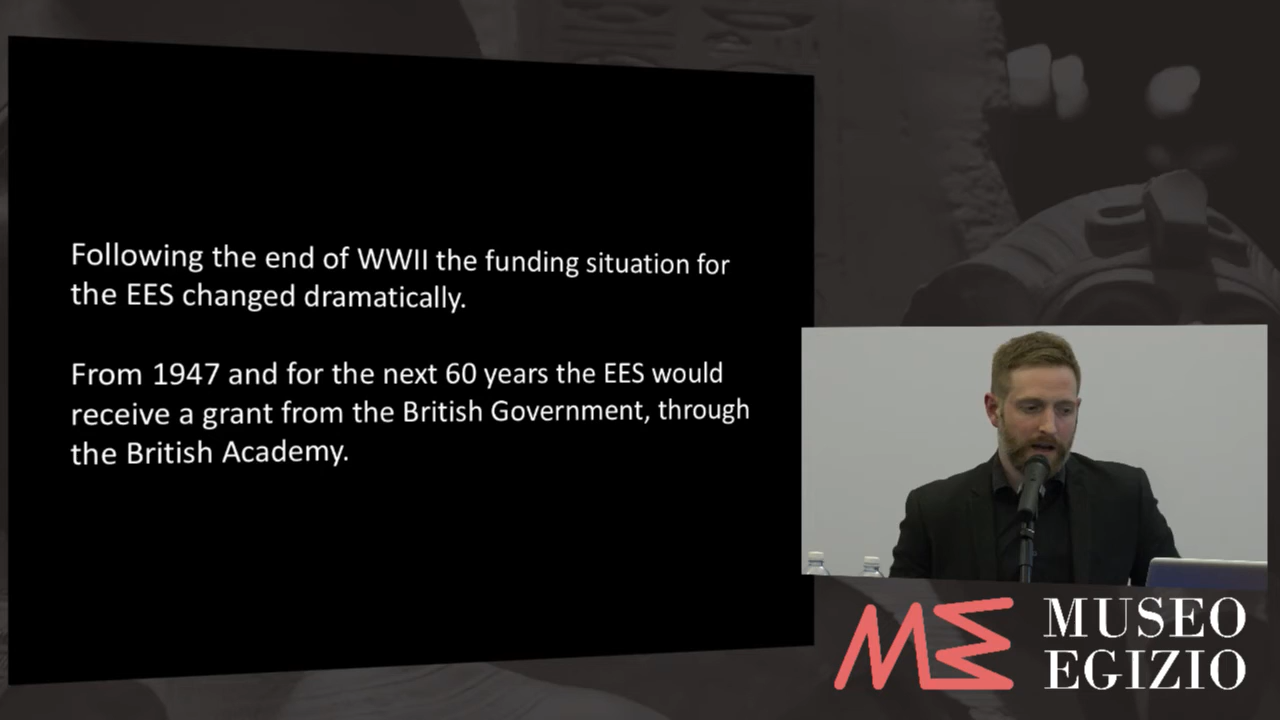 Following the end of WWII the funding situation for
the EES changed dramatically.
From 1947 and for the next 60 years the EES would
receive a grant from the British Government, through
the British Academy.
ME
MUSEO
EGIZIO